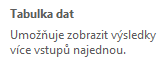 Tabulka dat
Umožňuje zobrazit výsledky
více vstupů najednou.